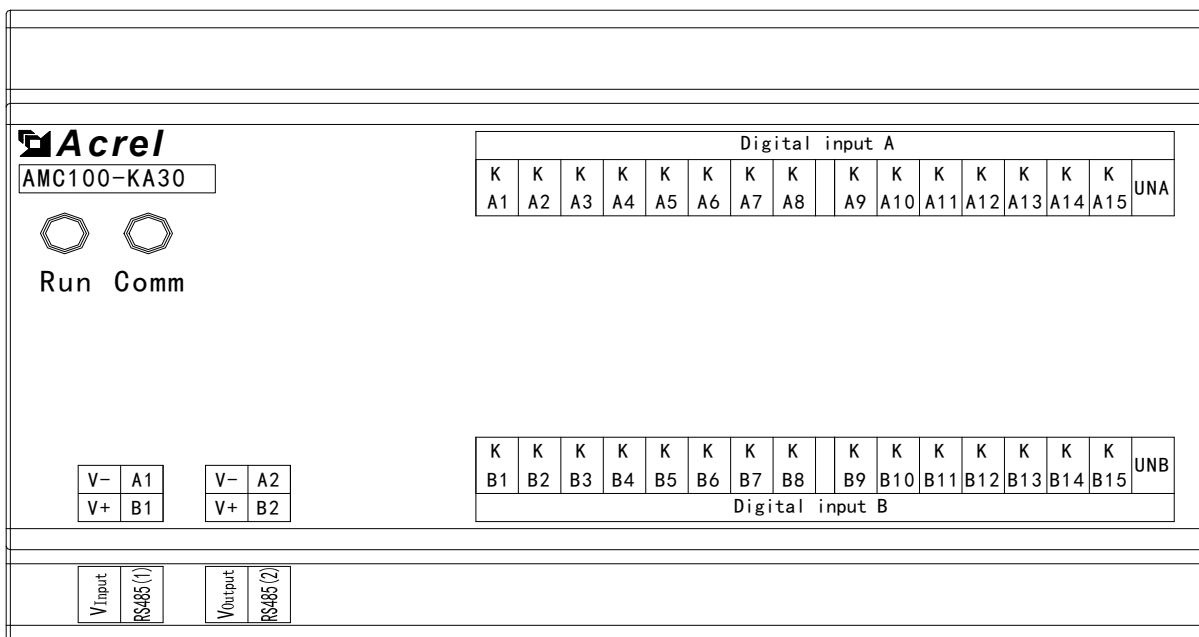 Acrel
AMC100-KA30
Run Comm
Digital input A
K K K K K K K K K K K K K K K
A1 A2 A3 A4 A5 A6 A7 A8 A9 A10 A11 A12 A13 A14 A15 UNA
K K K K K K K K K K K K K K K
B1 B2 B3 B4 B5 B6 B7 B8 B9 B10 B11 B12 B13 B14 B15 UNB
Digital input B
V- A1 V- A2
V+ B1 V+ B2
VInput RS485(1) VOutput RS485(2)